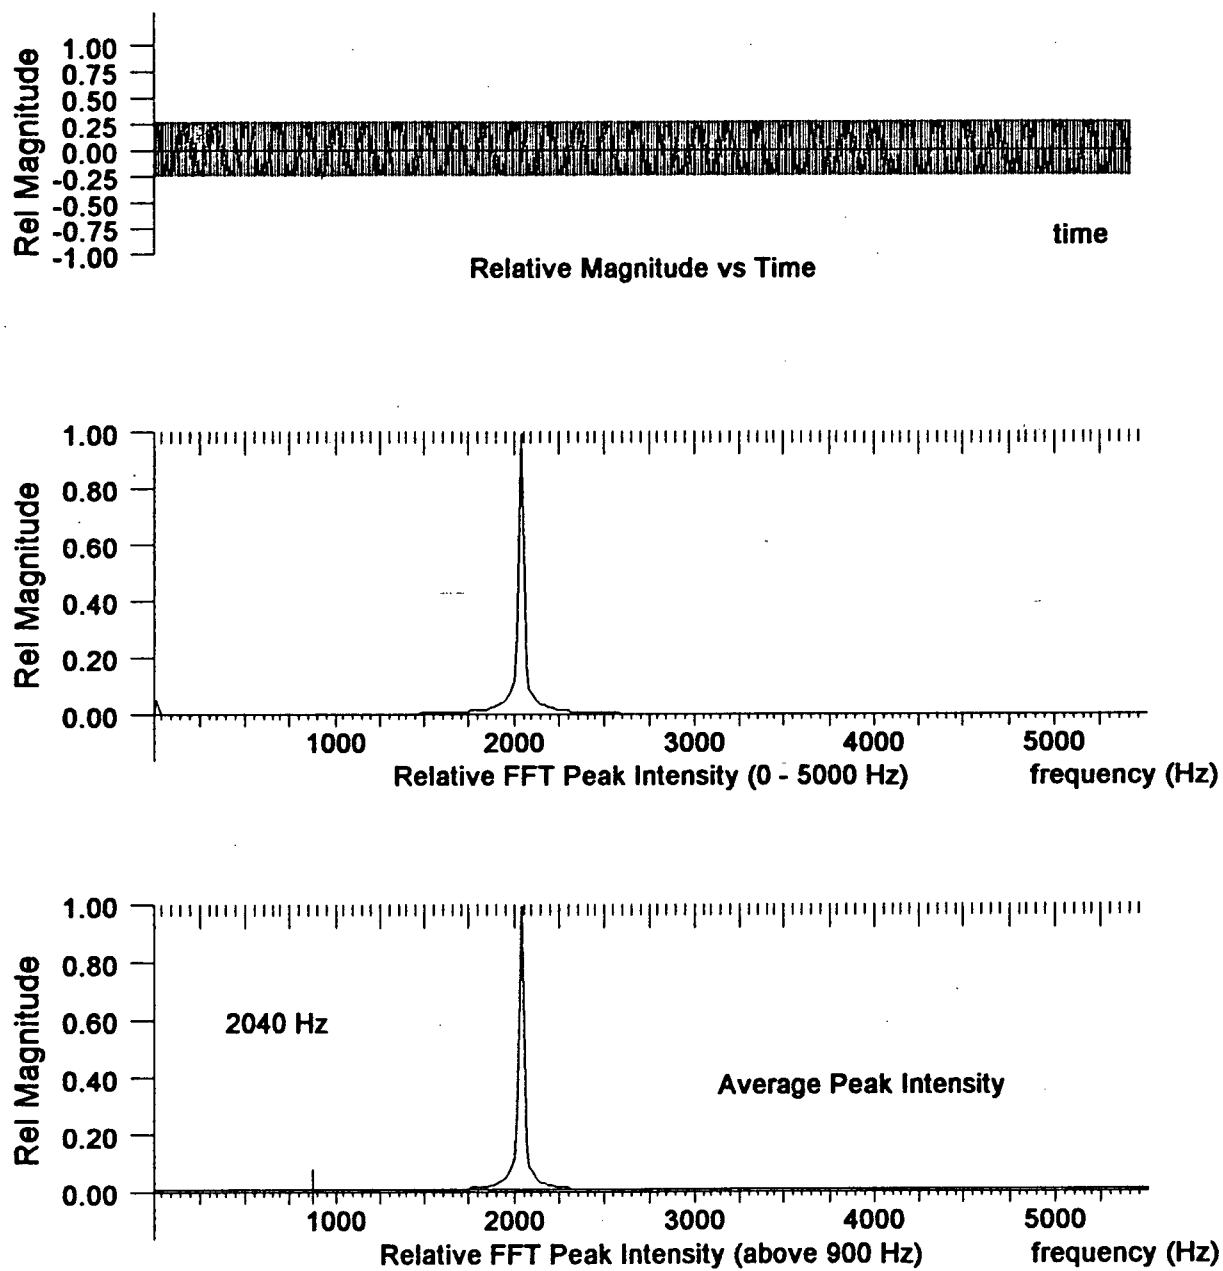 Rel Magnitude
1.00
0.75
0.50
0.25
0.00
-0.25
-0.50
-0.75
-1.00
time
Relative Magnitude vs Time
Rel Magnitude
1.00
0.80
0.60
0.40
0.20
0.00
1000 2000 3000 4000 5000
Relative FFT Peak Intensity (0 - 5000 Hz) frequency (Hz)
Rel Magnitude
1.00
0.80
0.60
0.40
0.20
0.00
2040 Hz
Average Peak Intensity
1000 2000 3000 4000 5000
Relative FFT Peak Intensity (above 900 Hz) frequency (Hz)